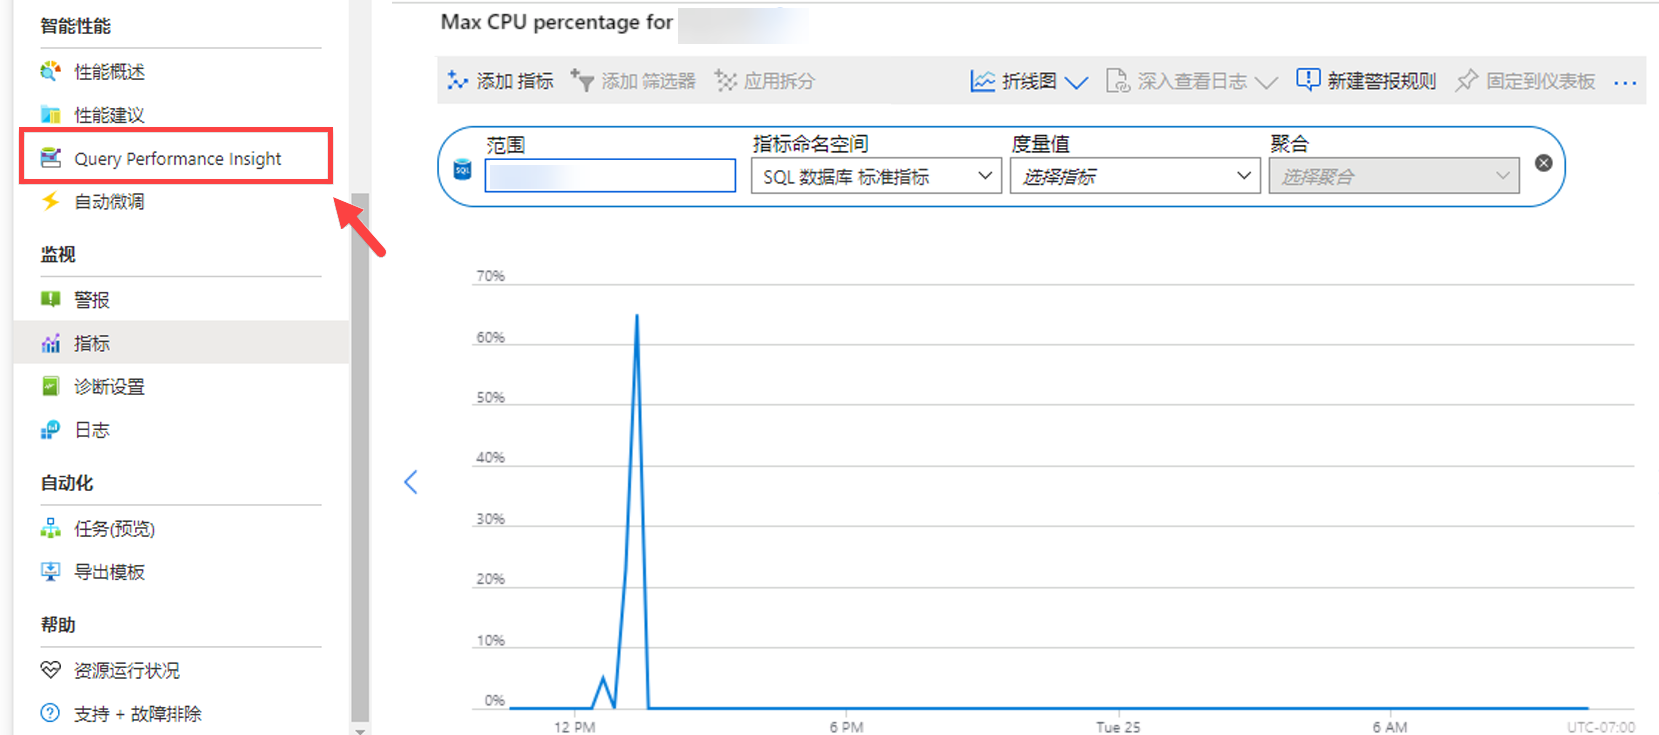 智能性能
性能概述
性能建议
Query Performance Insight
自动微调
监视
警报
指标
诊断设置
日志
自动化
任务(预览)
导出模板
帮助
资源运行状况
支持 + 故障排除
Max CPU percentage for
添加 指标
添加 筛选器
应用拆分
折线图
深入查看日志
新建警报规则
固定到仪表板
范围
指标命名空间
度量值
聚合
SQL
SQL 数据库 标准指标
选择指标
选择聚合
70%
60%
50%
40%
30%
20%
10%
0%
12 PM
6 PM
Tue 25
6 AM
UTC-07:00